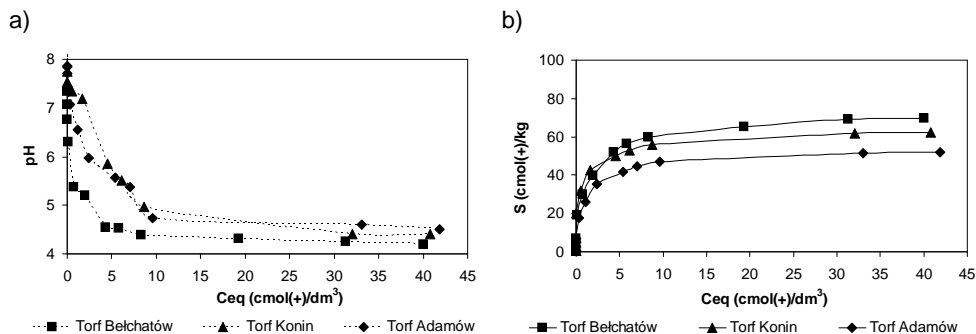 a)
8
7
6
5
4
pH
0 5 10 15 20 25 30 35 40 45
Ceq (cmol(+)/dm³)
Torf Bełchatów Torf Konin Torf Adamów
b)
100
80
60
40
20
0
S (cmol(+)/kg
0 5 10 15 20 25 30 35 40 45
Ceq (cmol(+)/dm³)
Torf Bełchatów Torf Konin Torf Adamów